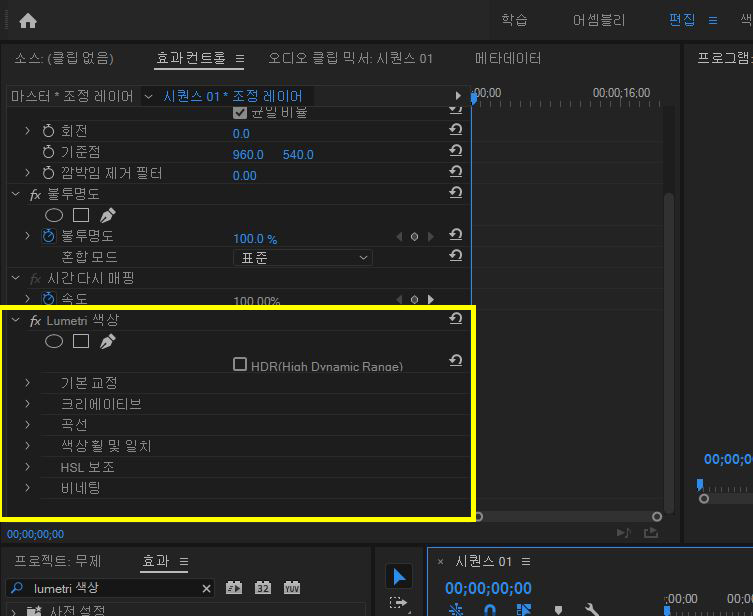 학습 어셈블리 편집 색
소스: (클립 없음) 효과 컨트롤 오디오 클립 믹서: 시퀀스 01 메타데이터 프로그램:
마스터 * 조정 레이어 시퀀스 01 * 조정 레이어 ;00;00 00;00;16;00
균일 비율
회전 0.0
기준점 960.0 540.0
깜박임 제거 필터 0.00
fx 불투명도
불투명도 100.0 %
혼합 모드 표준
fx 시간 다시 매핑
속도 100.00%
fx Lumetri 색상
HDR(High Dynamic Range)
기본 교정
크리에이티브
곡선
색상 휠 및 일치
HSL 보조
비네팅
00;00;0
00;00;00;00
프로젝트: 무제 효과 × 시퀀스 01
lumetri 색상 × 32 YUV 00;00;00;00
사전 설정 ;00;00 00;00